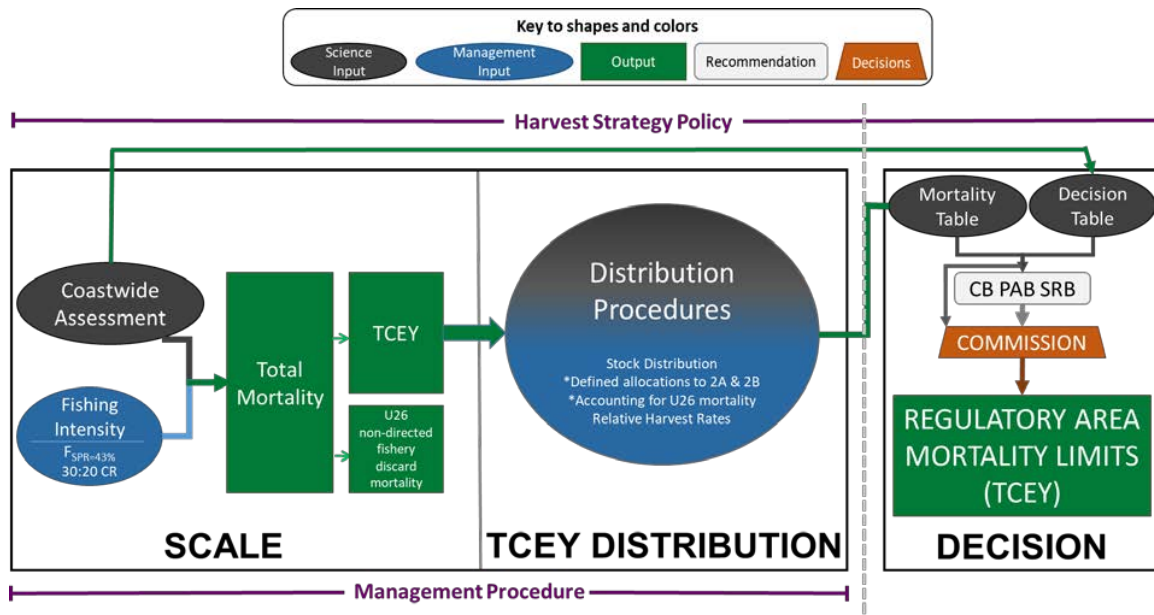 Key to shapes and colors
Science
Input
Management
Input
Output
Recommendation
Decisions
Harvest Strategy Policy
Coastwide
Assessment
Fishing
Intensity
F_SPR=43%
30:20 CR
Total
Mortality
TCEY
U26
non-directed
fishery
discard
mortality
SCALE
Distribution
Procedures
Stock Distribution
*Defined allocations to 2A & 2B
*Accounting for U26 mortality
Relative Harvest Rates
TCEY DISTRIBUTION
Mortality
Table
Decision
Table
CB PAB SRB
COMMISSION
REGULATORY AREA
MORTALITY LIMITS
(TCEY)
DECISION
Management Procedure